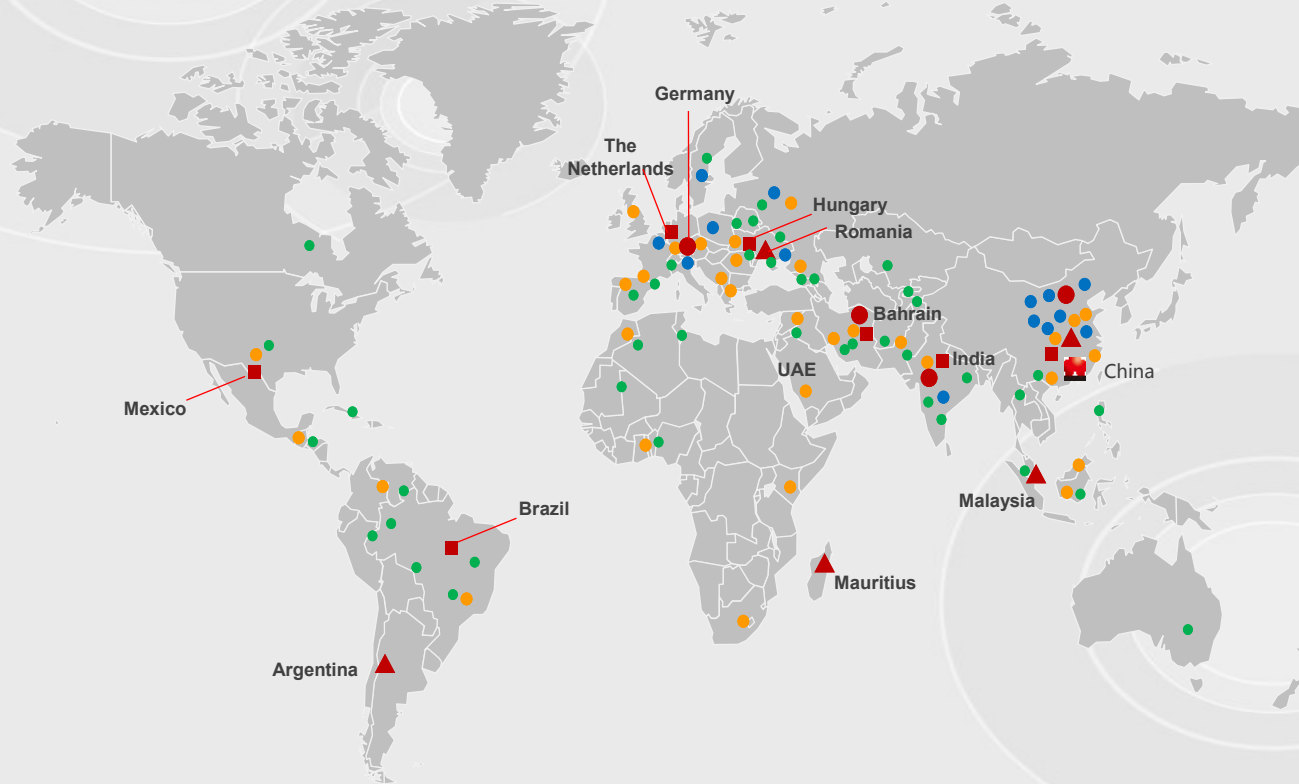 Germany
The
Netherlands
Hungary
Romania
Bahrain
India
China
UAE
Mexico
Malaysia
Brazil
Mauritius
Argentina